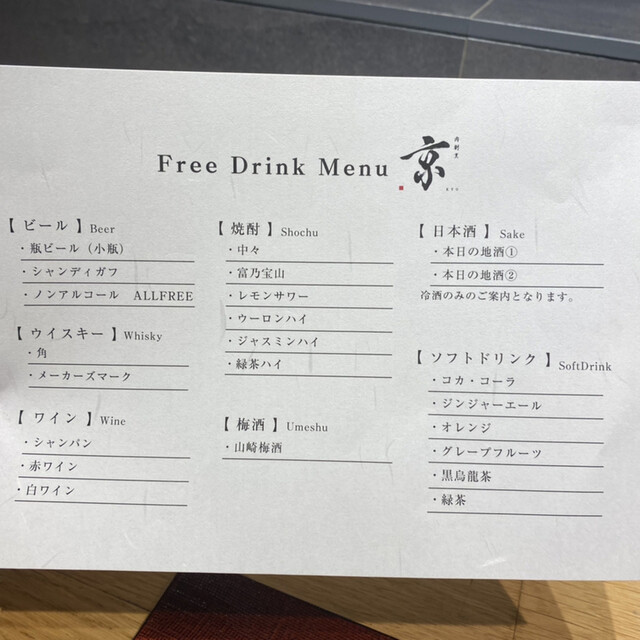 Free Drink Menu 京
肉割烹
【 ビール 】 Beer
・瓶ビール（小瓶）
・シャンディガフ
・ノンアルコール ALLFREE
【 ウイスキー 】 Whisky
・角
・メーカーズマーク
【 ワイン 】 Wine
・シャンパン
・赤ワイン
・白ワイン
【 焼酎 】 Shochu
・中々
・富乃宝山
・レモンサワー
・ウーロンハイ
・ジャスミンハイ
・緑茶ハイ
【 梅酒 】 Umeshu
・山崎梅酒
【 日本酒 】 Sake
・本日の地酒①
・本日の地酒②
冷酒のみのご案内となります。
【 ソフトドリンク 】 SoftDrink
・コカ・コーラ
・ジンジャーエール
・オレンジ
・グレープフルーツ
・黒烏龍茶
・緑茶